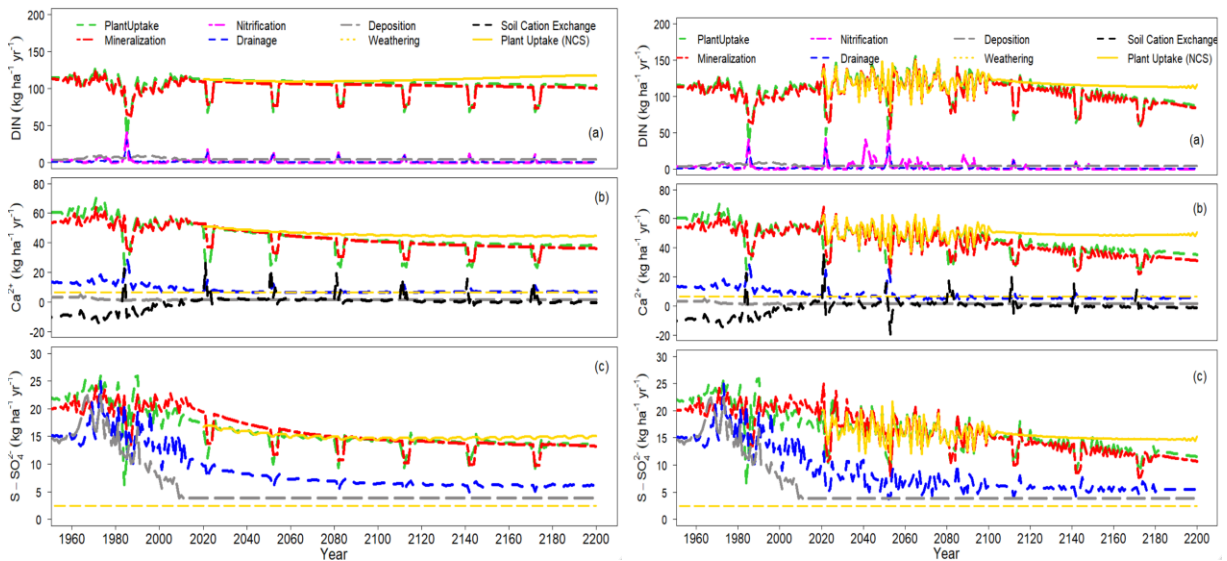 PlantUptake Nitrification Deposition Soil Cation Exchange
Mineralization Drainage Weathering Plant Uptake (NCS)
DIN (kg ha⁻¹ yr⁻¹)
200
150
100
50
0
(a)
Ca²⁺ (kg ha⁻¹ yr⁻¹)
80
60
40
20
0
-20
(b)
S – SO₄²⁻ (kg ha⁻¹ yr⁻¹)
30
25
20
15
10
5
0
(c)
1960 1980 2000 2020 2040 2060 2080 2100 2120 2140 2160 2180 2200
Year
PlantUptake Nitrification Deposition Soil Cation Exchange
Mineralization Drainage Weathering Plant Uptake (NCS)
DIN (kg ha⁻¹ yr⁻¹)
200
150
100
50
0
(a)
Ca²⁺ (kg ha⁻¹ yr⁻¹)
80
60
40
20
0
-20
(b)
S – SO₄²⁻ (kg ha⁻¹ yr⁻¹)
30
25
20
15
10
5
0
(c)
1960 1980 2000 2020 2040 2060 2080 2100 2120 2140 2160 2180 2200
Year